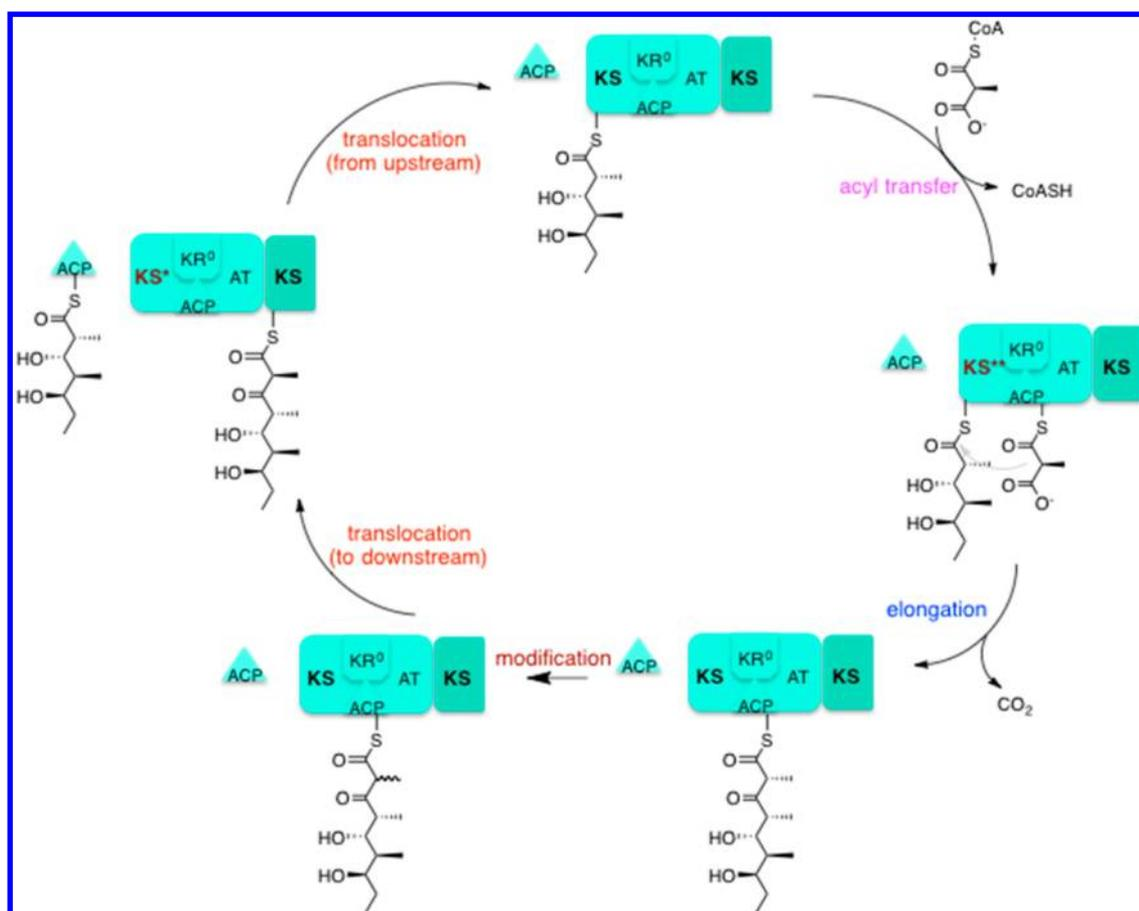 CoA
S
O
O
O-
ACP
KS
KR⁰
AT
KS
ACP
S
O
HO
HO
translocation
(from upstream)
acyl transfer
CoASH
ACP
KS*
KR⁰
AT
KS
ACP
S
O
HO
HO
S
O
O
HO
HO
ACP
KS**
KR⁰
AT
KS
ACP
S
S
O
O
HO
O
O-
HO
translocation
(to downstream)
elongation
CO₂
modification
ACP
KS
KR⁰
AT
KS
ACP
S
O
O
HO
HO
ACP
KS
KR⁰
AT
KS
ACP
S
O
O
HO
HO